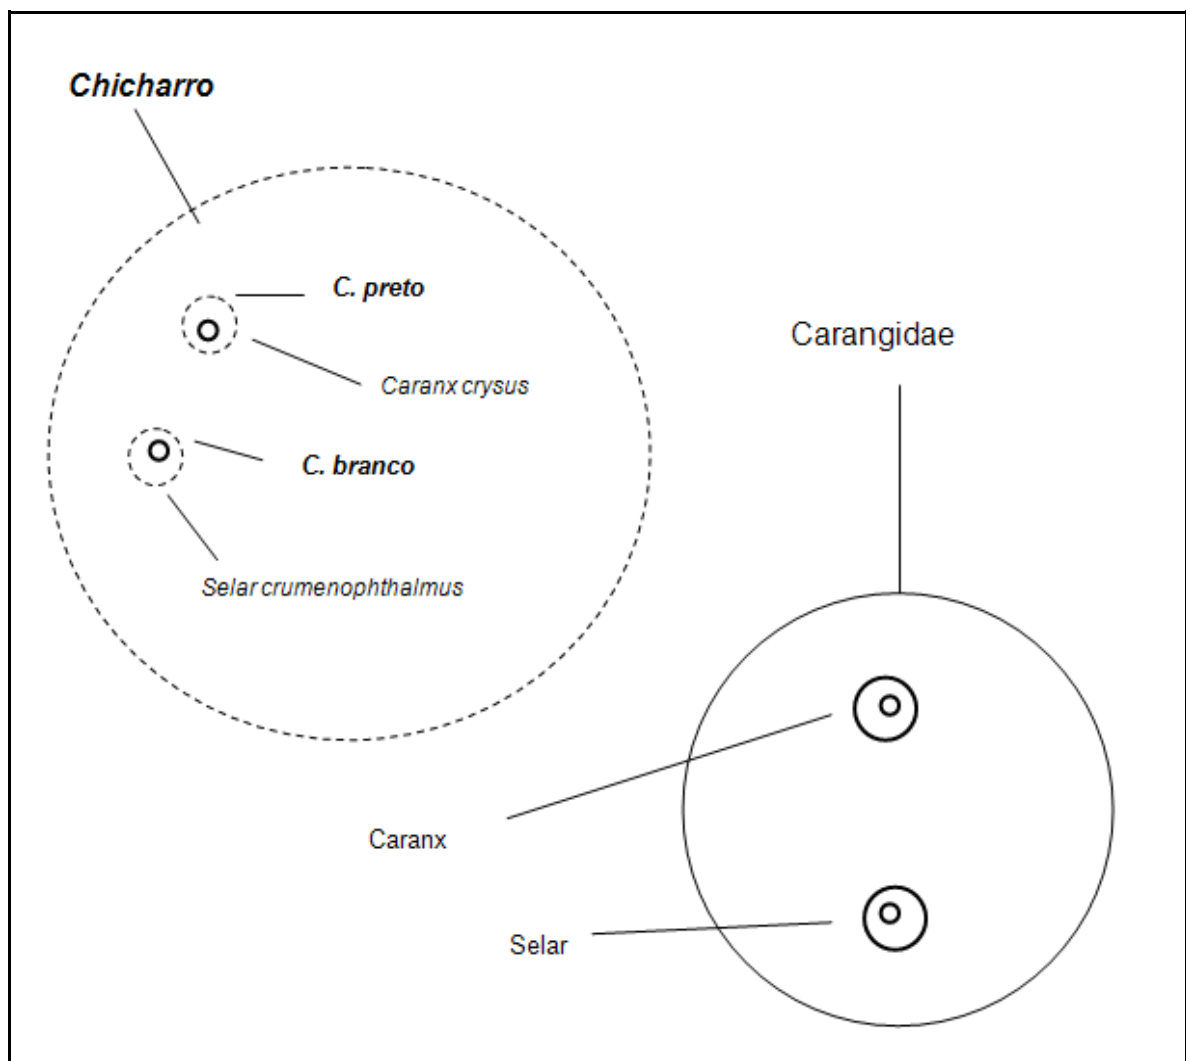 Chicharro
C. preto
Carangidae
Caranx crysus
C. branco
Selar crumenophthalmus
Caranx
Selar